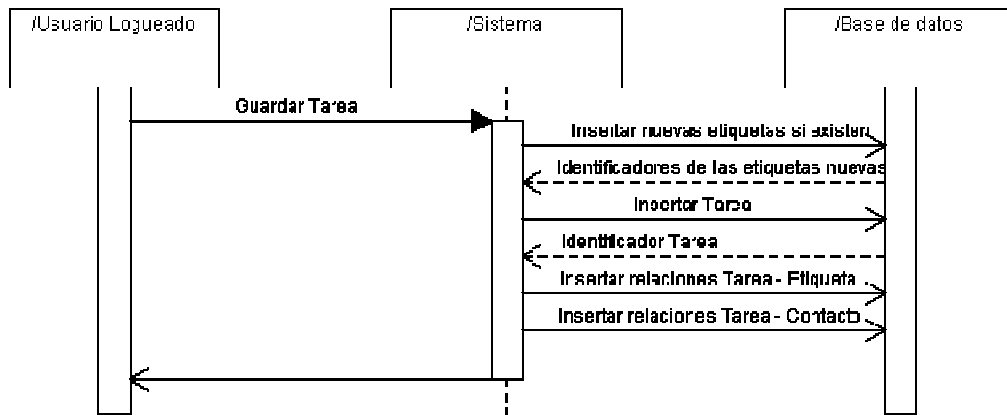 /Usuario Logueado
/Sistema
/Base de datos
Guardar Tarea
Insertar nuevas etiquetas si existen
Identificadores de las etiquetas nuevas
Insertar Tarea
Identificador Tarea
Insertar relaciones Tarea - Etiqueta
Insertar relaciones Tarea - Contacto